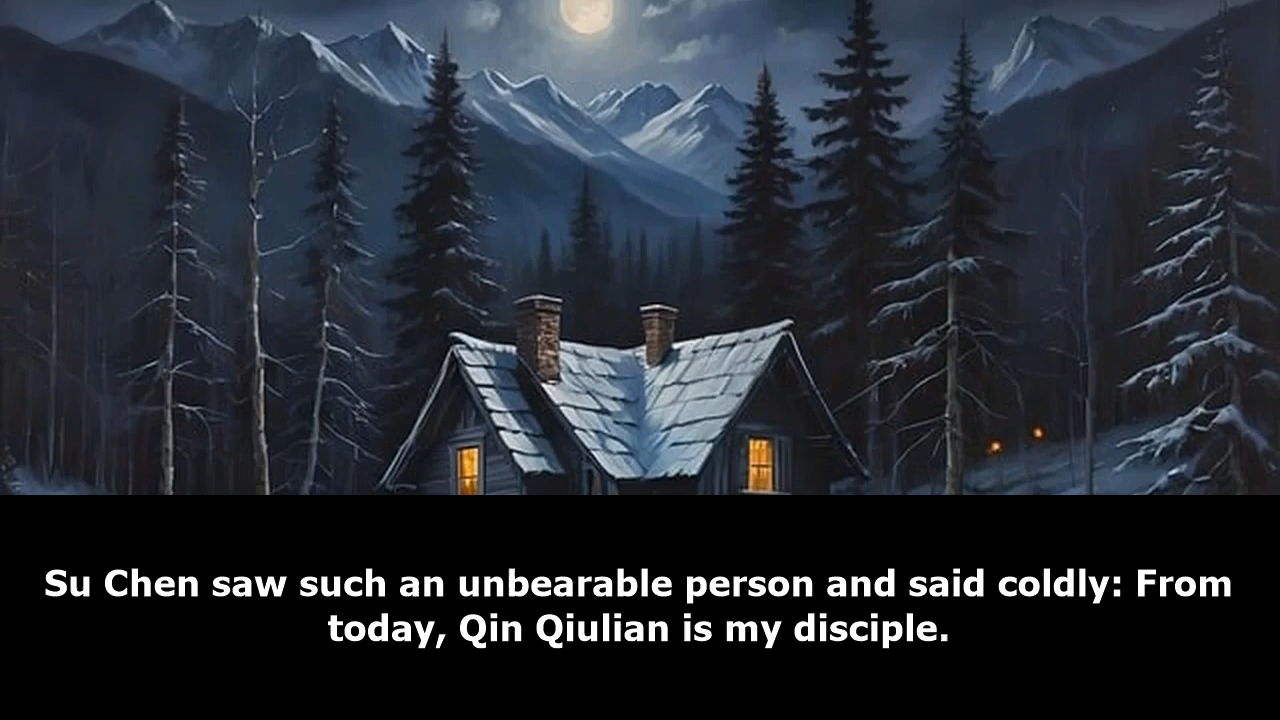 Su Chen saw such an unbearable person and said coldly: From
today, Qin Qiulian is my disciple.